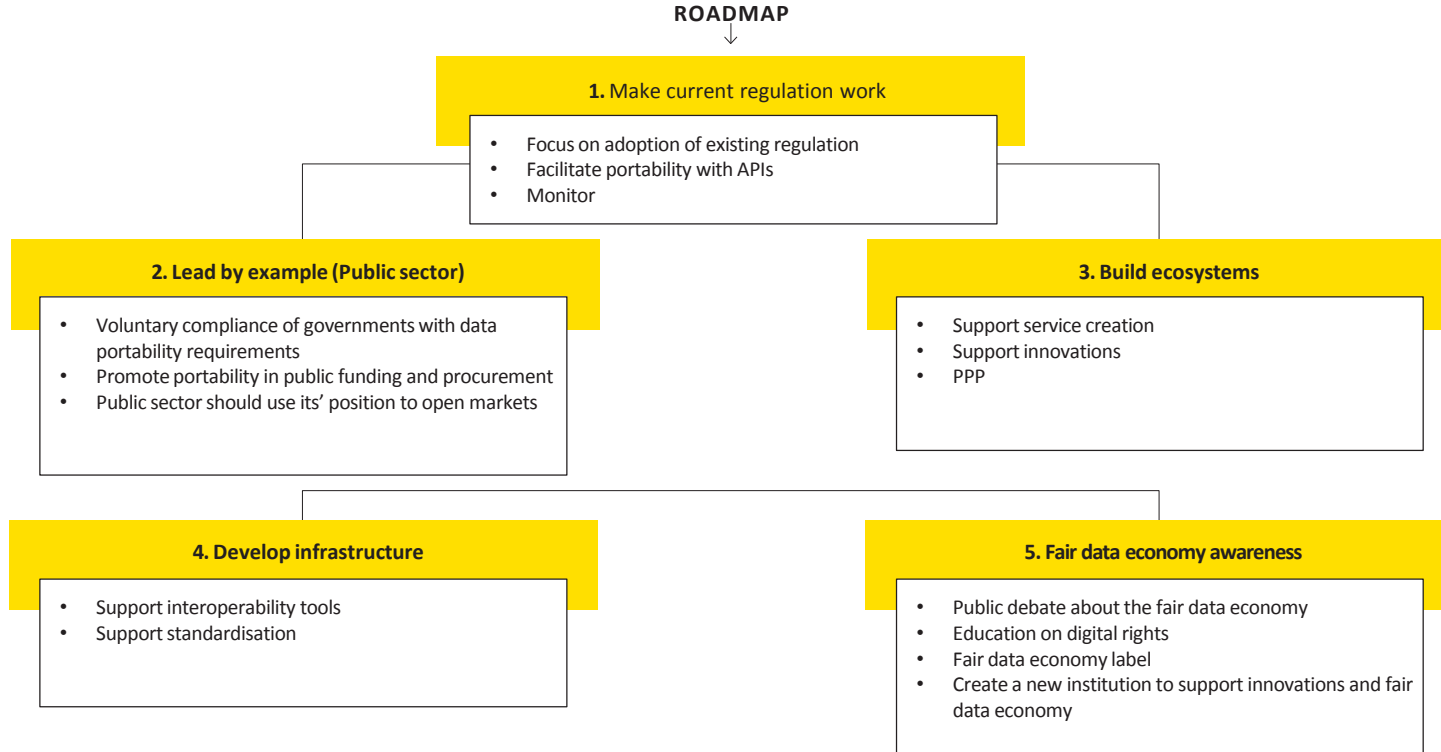 ROADMAP
1. Make current regulation work
• Focus on adoption of existing regulation
• Facilitate portability with APIs
• Monitor
2. Lead by example (Public sector)
• Voluntary compliance of governments with data
portability requirements
• Promote portability in public funding and procurement
• Public sector should use its’ position to open markets
3. Build ecosystems
• Support service creation
• Support innovations
• PPP
4. Develop infrastructure
• Support interoperability tools
• Support standardisation
5. Fair data economy awareness
• Public debate about the fair data economy
• Education on digital rights
• Fair data economy label
• Create a new institution to support innovations and fair
data economy